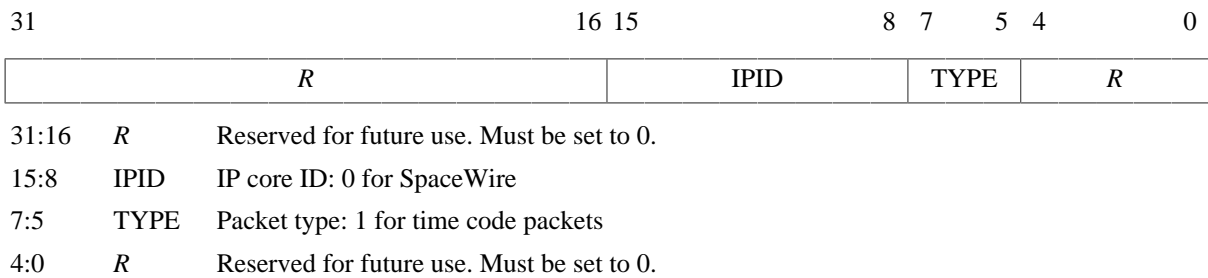 31 16 15 8 7 5 4 0
R IPID TYPE R
31:16 R Reserved for future use. Must be set to 0.
15:8 IPID IP core ID: 0 for SpaceWire
7:5 TYPE Packet type: 1 for time code packets
4:0 R Reserved for future use. Must be set to 0.